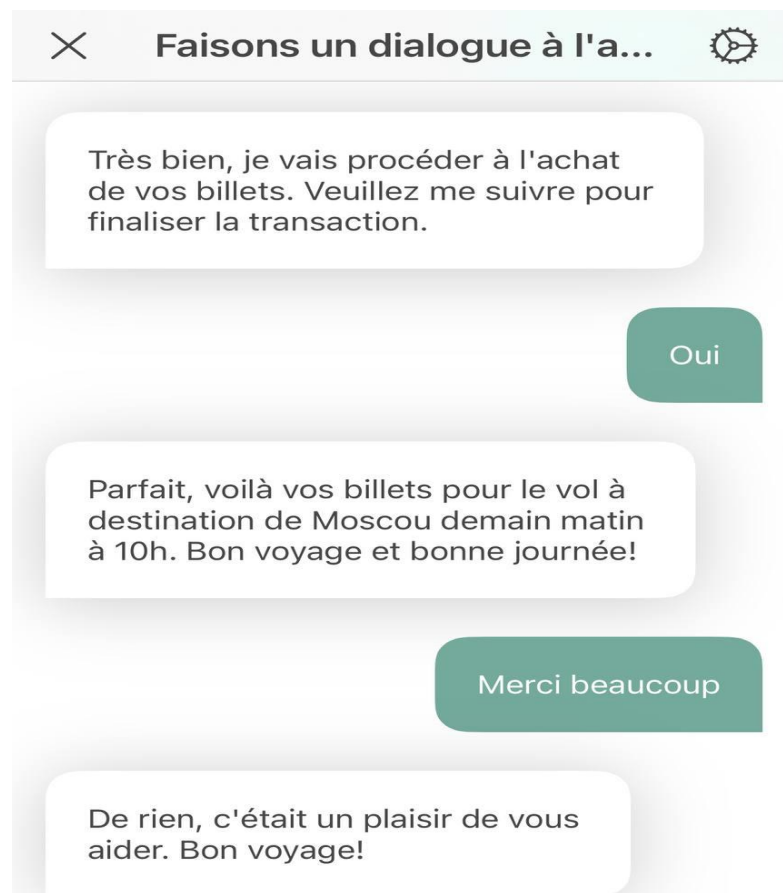 Faisons un dialogue à l'a...
Très bien, je vais procéder à l'achat
de vos billets. Veuillez me suivre pour
finaliser la transaction.
Oui
Parfait, voilà vos billets pour le vol à
destination de Moscou demain matin
à 10h. Bon voyage et bonne journée!
Merci beaucoup
De rien, c'était un plaisir de vous
aider. Bon voyage!